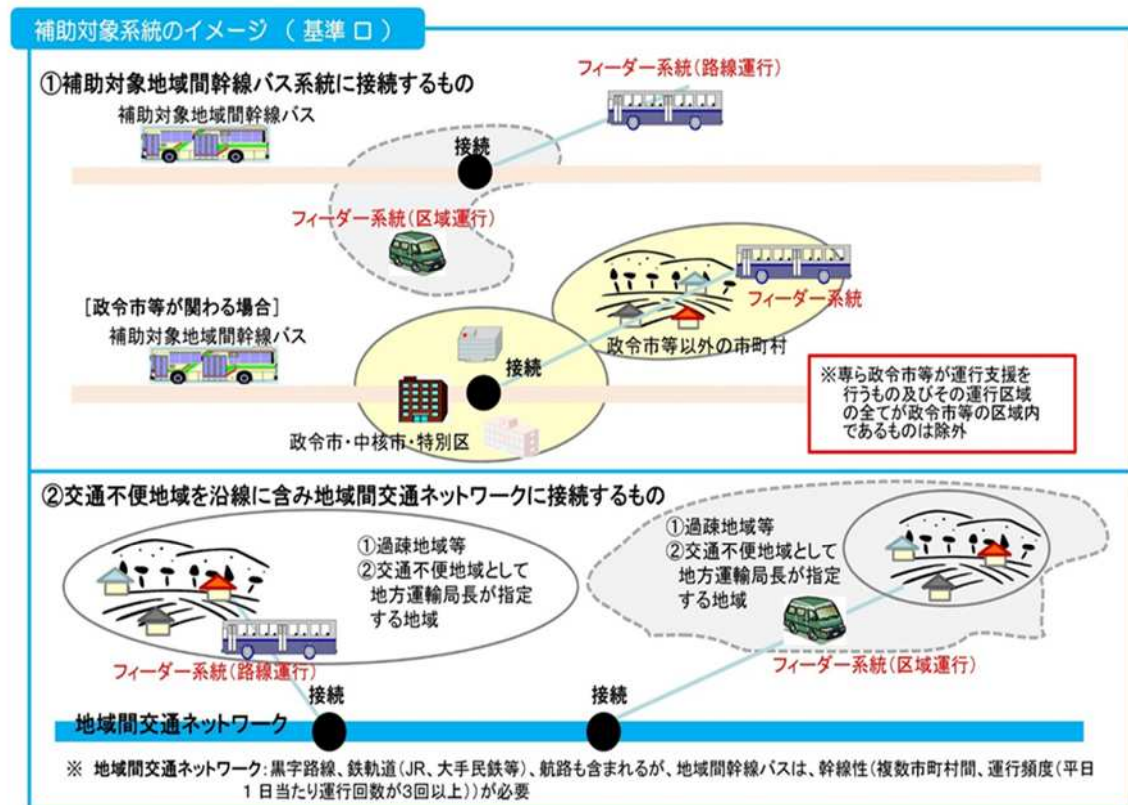 補助対象系統のイメージ （ 基準 ロ ）
①補助対象地域間幹線バス系統に接続するもの
フィーダー系統(路線運行)
補助対象地域間幹線バス
接続
フィーダー系統(区域運行)
[政令市等が関わる場合]
補助対象地域間幹線バス
フィーダー系統
政令市等以外の市町村
接続
政令市・中核市・特別区
※専ら政令市等が運行支援を
行うもの及びその運行区域
の全てが政令市等の区域内
であるものは除外
②交通不便地域を沿線に含み地域間交通ネットワークに接続するもの
①過疎地域等
②交通不便地域として
地方運輸局長が指定
する地域
フィーダー系統(路線運行)
接続
①過疎地域等
②交通不便地域として
地方運輸局長が指定
する地域
フィーダー系統(区域運行)
接続
地域間交通ネットワーク
※ 地域間交通ネットワーク：黒字路線、鉄軌道(JR、大手民鉄等)、航路も含まれるが、地域間幹線バスは、幹線性(複数市町村間、運行頻度(平日
1日当たり運行回数が3回以上))が必要